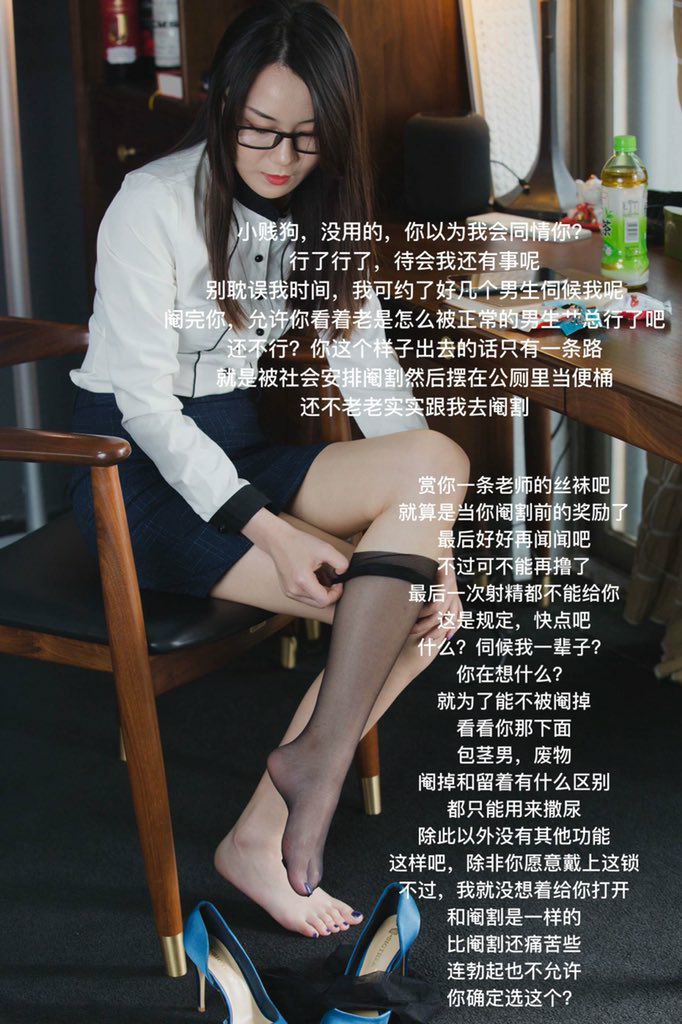 小贱狗，没用的，你以为我会同情你？
行了行了，待会我还有事呢
别耽误我时间，我可约了好几个男生伺候我呢
阉完你，允许你看着老是怎么被正常的男生艹总行了吧
还不行？你这个样子出去的话只有一条路
就是被社会安排阉割然后摆在公厕里当便桶
还不老老实实跟我去阉割
赏你一条老师的丝袜吧
就算是当你阉割前的奖励了
最后好好再闻闻吧
不过可不能再撸了
最后一次射精都不能给你
这是规定，快点吧
什么？伺候我一辈子？
你在想什么？
就为了能不被阉掉
看看你那下面
包茎男，废物
阉掉和留着有什么区别
都只能用来撒尿
除此以外没有其他功能
这样吧，除非你愿意戴上这锁
不过，我就没想着给你打开
和阉割是一样的
比阉割还痛苦些
连勃起也不允许
你确定选这个？